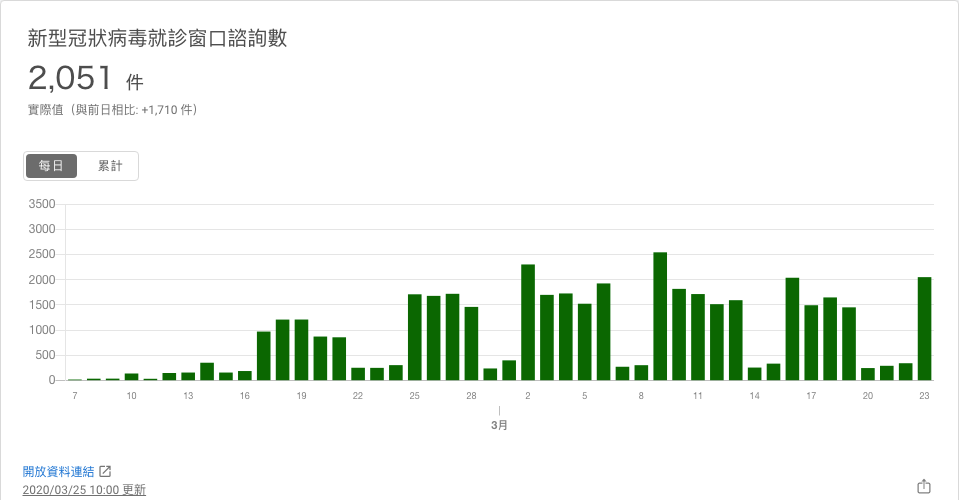 新型冠狀病毒就診窗口諮詢數
2,051 件
實際值（與前日相比: +1,710 件）
每日 累計
3500
3000
2500
2000
1500
1000
500
0
7 10 13 16 19 22 25 28 2 5 8 11 14 17 20 23
3月
開放資料連結
2020/03/25 10:00 更新